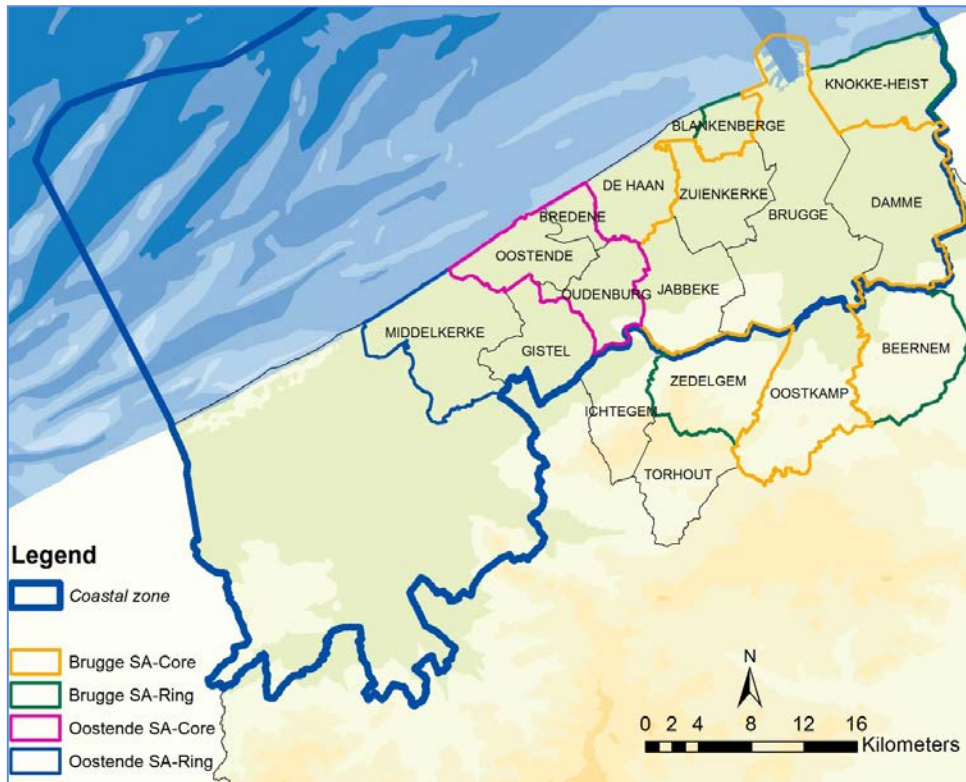 KNOKKE-HEIST
BLANKENBERGE
DE HAAN
ZUIENKERKE
DAMME
BREDENE
BRUGGE
OOSTENDE
OUDENBURG
JABBEKE
MIDDELKERKE
GISTEL
BEERNEM
ZEDELGEM
OOSTKAMP
ICHTEGEM
TORHOUT
Legend
Coastal zone
Brugge SA-Core
Brugge SA-Ring
Oostende SA-Core
Oostende SA-Ring
N
0 2 4 8 12 16
Kilometers